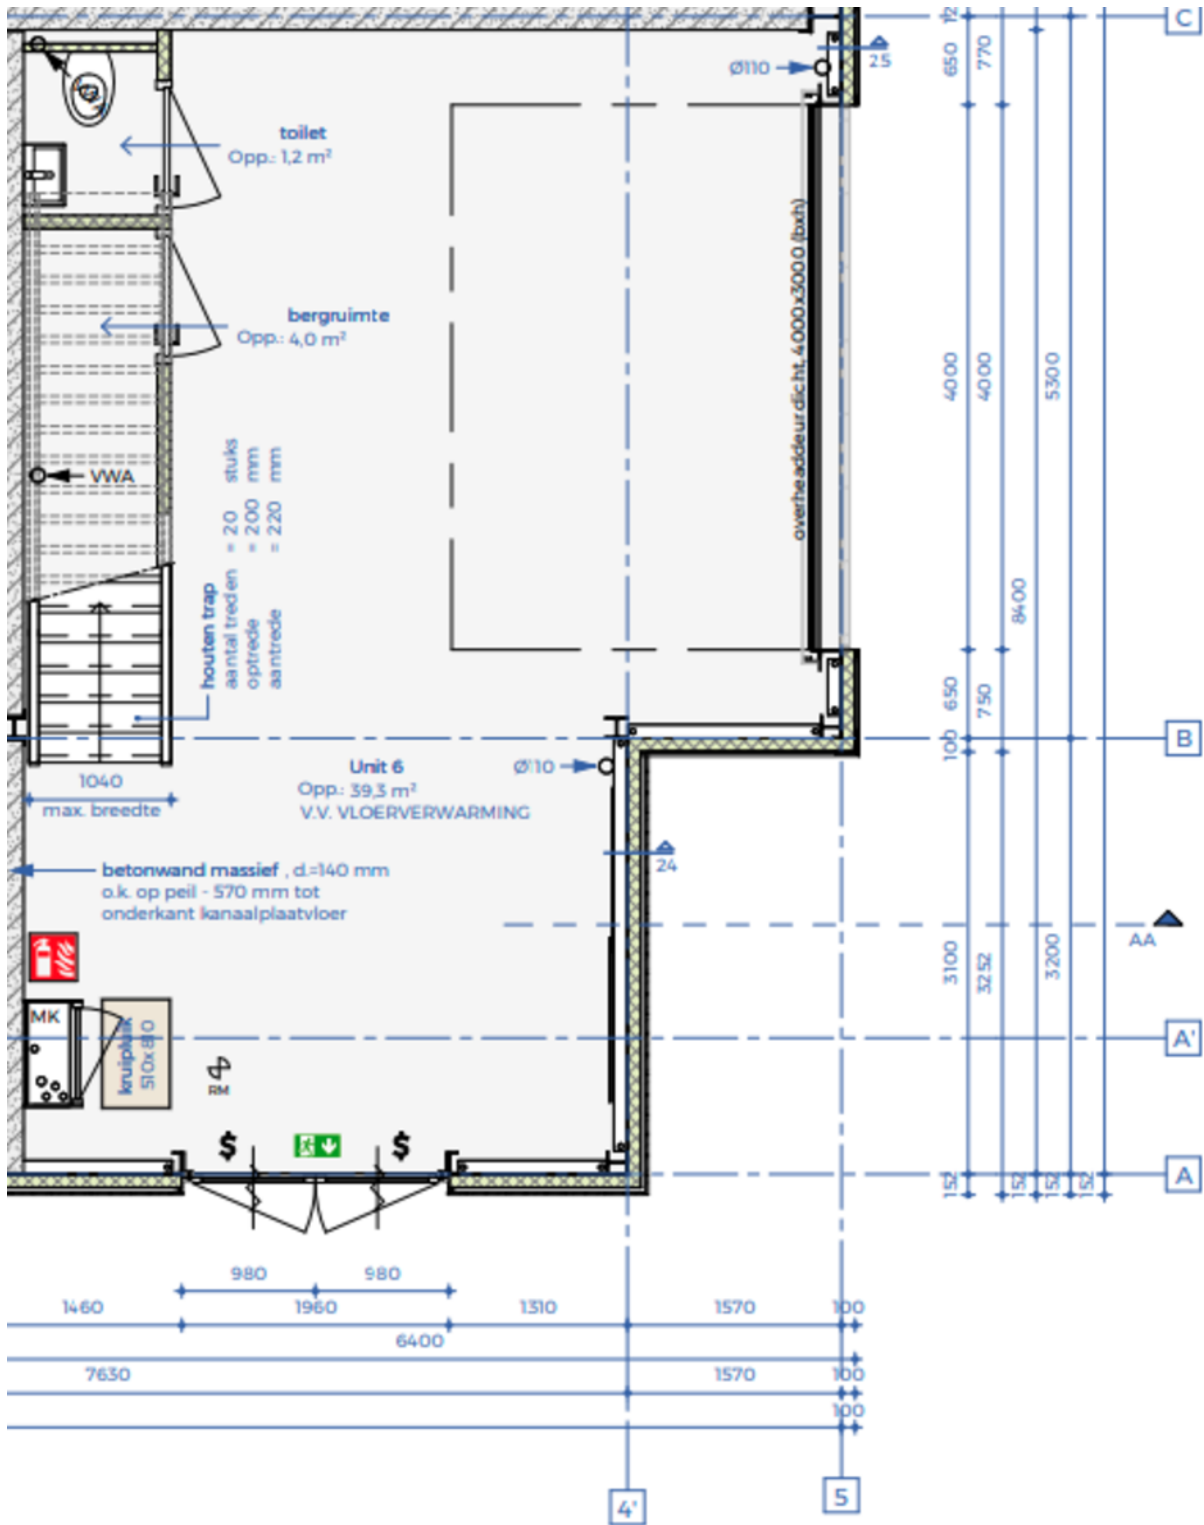 C
12
650
770
Ø110
25
toilet
Opp.: 1,2 m²
overheaddeur dicht, 4000x3000 (bxh)
bergruimte
Opp.: 4,0 m²
4000
4000
5300
VWA
houten trap
aantal treden = 20 stuks
optrede = 200 mm
aantrede = 220 mm
8400
650
750
B
100
1040
max. breedte
Unit 6
Opp.: 39,3 m²
V.V. VLOERVERWARMING
Ø110
24
betonwand massief , d.=140 mm
o.k. op peil - 570 mm tot
onderkant kanaalplaatvloer
AA
3100
3252
3200
MK
kruipluik
510x810
RM
A'
$
$
A
152
152
152
152
980
980
1460
1960
1310
1570
100
6400
7630
1570
100
100
4'
5